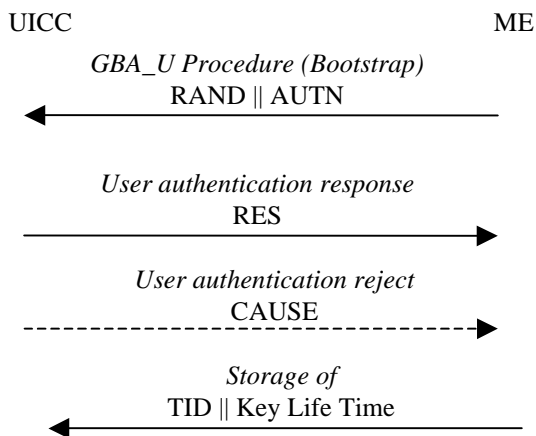 UICC ME
GBA_U Procedure (Bootstrap)
RAND || AUTN
User authentication response
RES
User authentication reject
CAUSE
Storage of
TID || Key Life Time